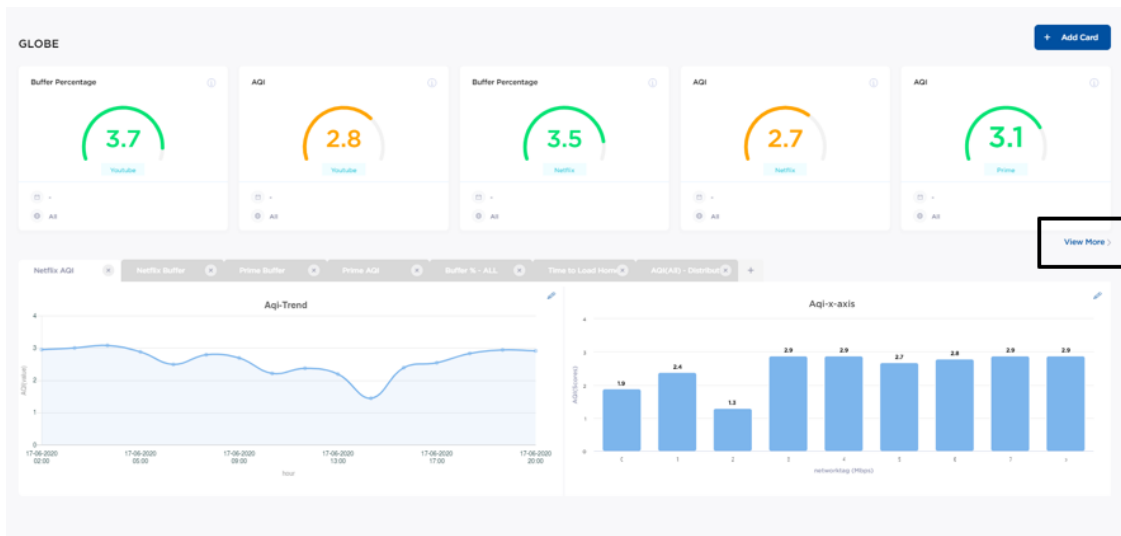 GLOBE
+ Add Card
Buffer Percentage
3.7
Youtube
-
All
AQI
2.8
Youtube
-
All
Buffer Percentage
3.5
Netflix
-
All
AQI
2.7
Netflix
-
All
AQI
3.1
Prime
-
All
View More >
Netflix AQI
Netflix Buffer
Prime Buffer
Prime AQI
Buffer % - ALL
Time to Load Home
AQI(All) - Distribut
+
Aqi-Trend
AQI(value)
4
3
2
1
0
17-06-2020 02:00
17-06-2020 05:00
17-06-2020 09:00
17-06-2020 13:00
17-06-2020 17:00
17-06-2020 20:00
hour
Aqi-x-axis
AQI(Scores)
4
3
2
1
0
1.9
2.4
1.3
2.9
2.9
2.7
2.8
2.9
2.9
0
1
2
3
4
5
6
7
networktag (Mbps)